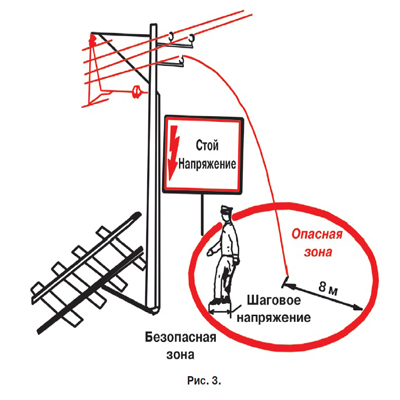 Стой
Напряжение
Опасная
зона
8 м
Шаговое
напряжение
Безопасная
зона
Рис. 3.